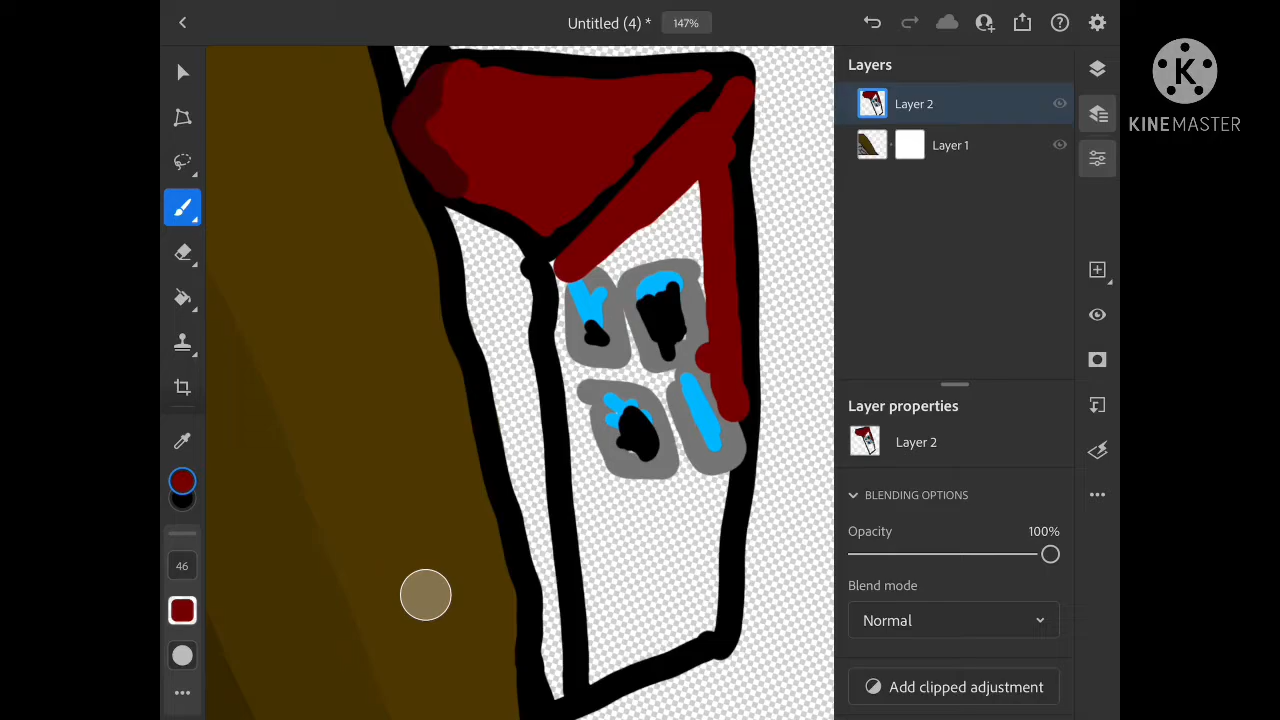 Untitled (4) *
147%
Layers
Layer 2
Layer 1
K
KINEMASTER
Layer properties
Layer 2
BLENDING OPTIONS
Opacity
100%
Blend mode
Normal
Add clipped adjustment
46